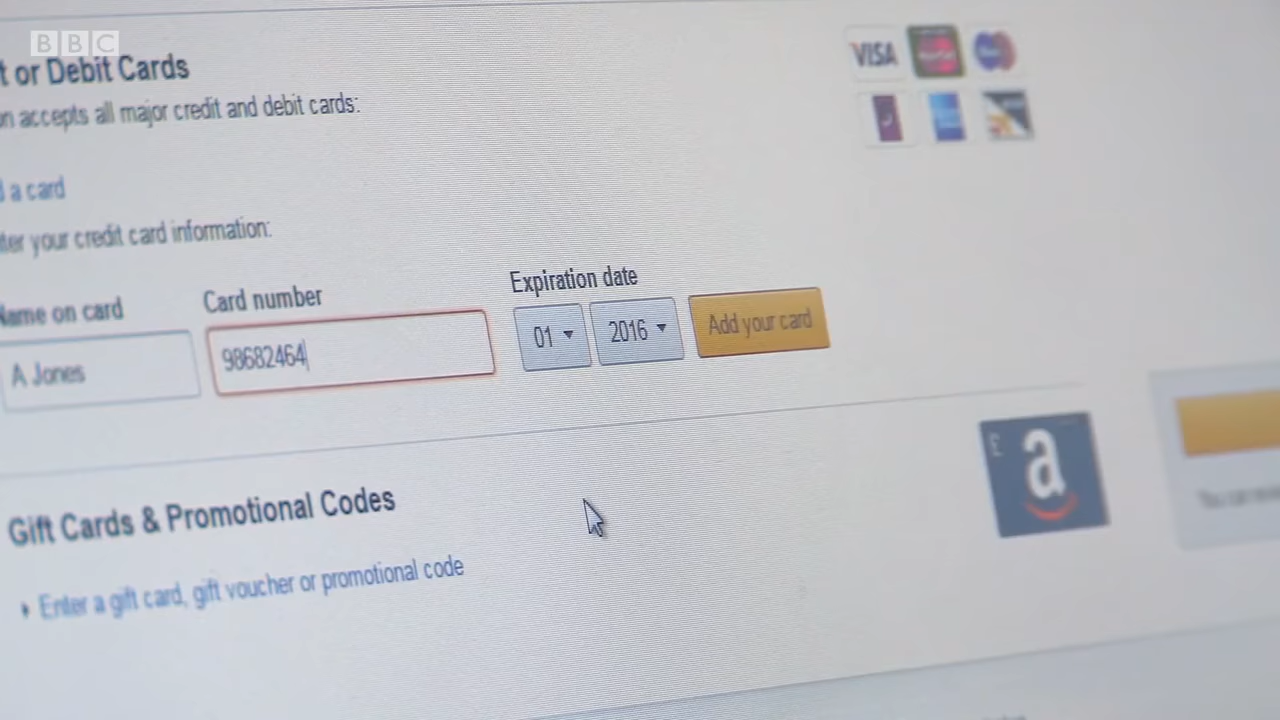 BBC
t or Debit Cards
n accepts all major credit and debit cards:
VISA
a card
ter your credit card information:
Name on card
Card number
Expiration date
A Jones
98682464
01
2016
Add your card
Gift Cards & Promotional Codes
£
a
Enter a gift card, gift voucher or promotional code
You can